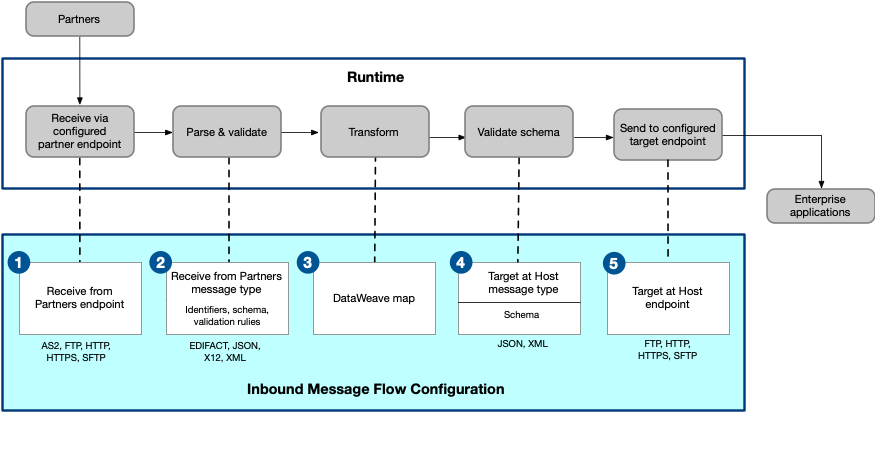 Partners
Runtime
Receive via
configured
partner endpoint
Parse & validate
Transform
Validate schema
Send to configured
target endpoint
Enterprise
applications
1
Receive from
Partners endpoint
AS2, FTP, HTTP,
HTTPS, SFTP
2
Receive from Partners
message type
Identifiers, schema,
validation rulies
EDIFACT, JSON,
X12, XML
3
DataWeave map
4
Target at Host
message type
Schema
JSON, XML
5
Target at Host
endpoint
FTP, HTTP,
HTTPS, SFTP
Inbound Message Flow Configuration